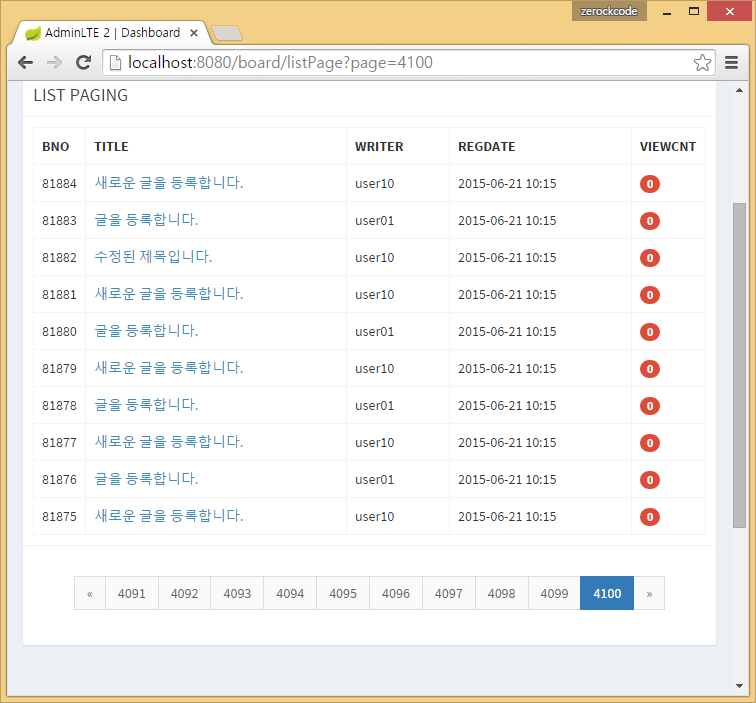 zerockcode
AdminLTE 2 | Dashboard
localhost:8080/board/listPage?page=4100
LIST PAGING
BNO TITLE WRITER REGDATE VIEWCNT
81884 새로운 글을 등록합니다. user10 2015-06-21 10:15 0
81883 글을 등록합니다. user01 2015-06-21 10:15 0
81882 수정된 제목입니다. user10 2015-06-21 10:15 0
81881 새로운 글을 등록합니다. user10 2015-06-21 10:15 0
81880 글을 등록합니다. user01 2015-06-21 10:15 0
81879 새로운 글을 등록합니다. user10 2015-06-21 10:15 0
81878 글을 등록합니다. user01 2015-06-21 10:15 0
81877 새로운 글을 등록합니다. user10 2015-06-21 10:15 0
81876 글을 등록합니다. user01 2015-06-21 10:15 0
81875 새로운 글을 등록합니다. user10 2015-06-21 10:15 0
« 4091 4092 4093 4094 4095 4096 4097 4098 4099 4100 »